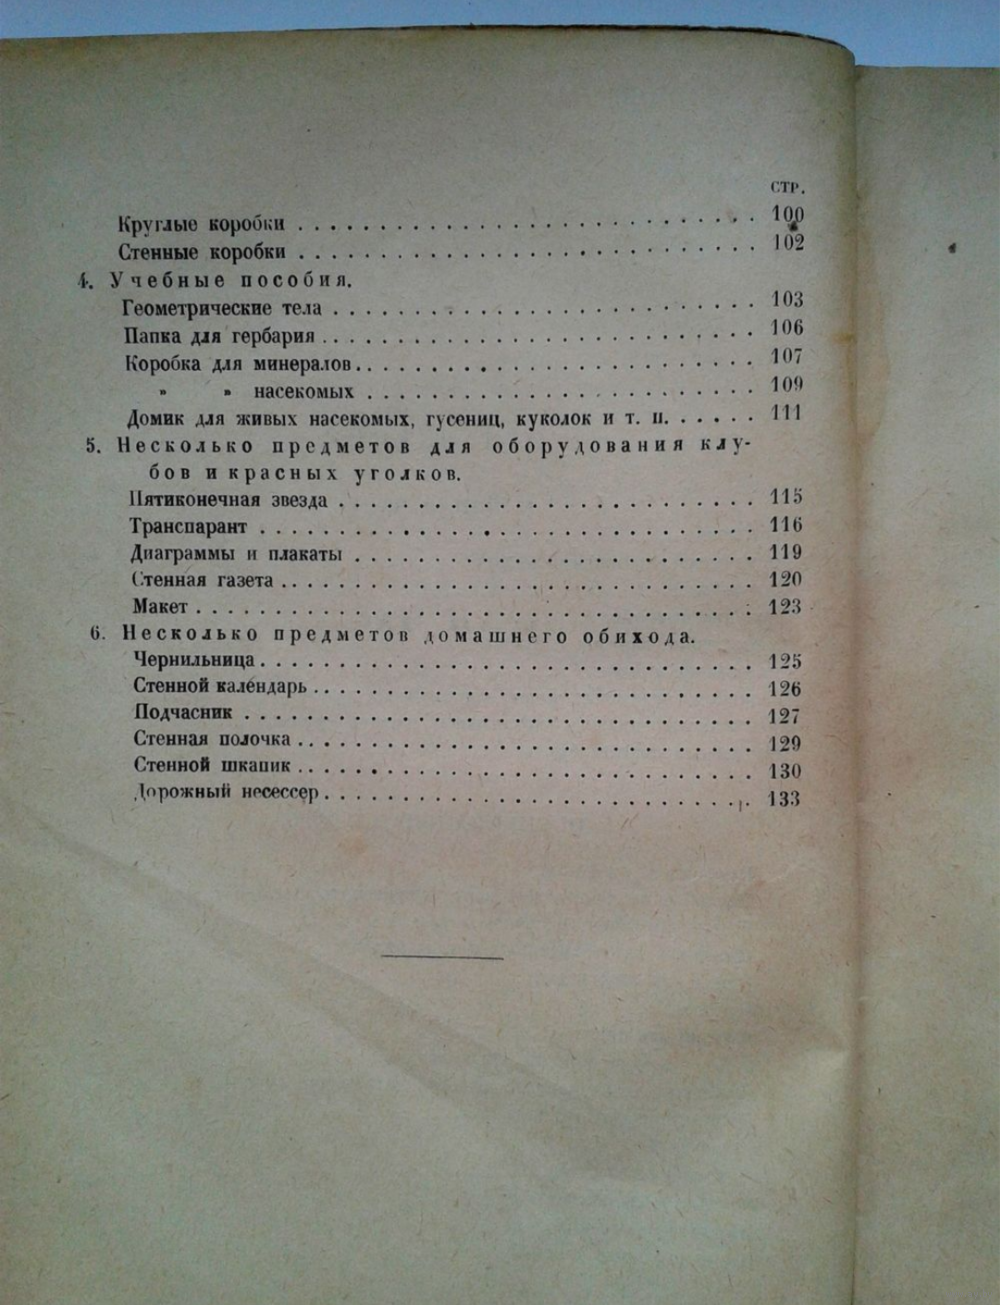 СТР.
Круглые коробки . . . . . . . . . . . . . . . . . . . . . . . . . 100
Стенные коробки . . . . . . . . . . . . . . . . . . . . . . . . . 102
4. Учебные пособия.
Геометрические тела . . . . . . . . . . . . . . . . . . . . . . . 103
Папка для гербария . . . . . . . . . . . . . . . . . . . . . . . . 106
Коробка для минералов . . . . . . . . . . . . . . . . . . . . . . 107
» » насекомых . . . . . . . . . . . . . . . . . . . . . 109
Домик для живых насекомых, гусениц, куколок и т. п. . . . . . 111
5. Несколько предметов для оборудования клу-
бов и красных уголков.
Пятиконечная звезда . . . . . . . . . . . . . . . . . . . . . . . 115
Транспарант . . . . . . . . . . . . . . . . . . . . . . . . . . . 116
Диаграммы и плакаты . . . . . . . . . . . . . . . . . . . . . . 119
Стенная газета . . . . . . . . . . . . . . . . . . . . . . . . . . 120
Макет . . . . . . . . . . . . . . . . . . . . . . . . . . . . . . 123
6. Несколько предметов домашнего обихода.
Чернильница . . . . . . . . . . . . . . . . . . . . . . . . . . . 125
Стенной календарь . . . . . . . . . . . . . . . . . . . . . . . . 126
Подчасник . . . . . . . . . . . . . . . . . . . . . . . . . . . . 127
Стенная полочка . . . . . . . . . . . . . . . . . . . . . . . . . 129
Стенной шкапик . . . . . . . . . . . . . . . . . . . . . . . . . 130
Дорожный несессер . . . . . . . . . . . . . . . . . . . . . . . . 133